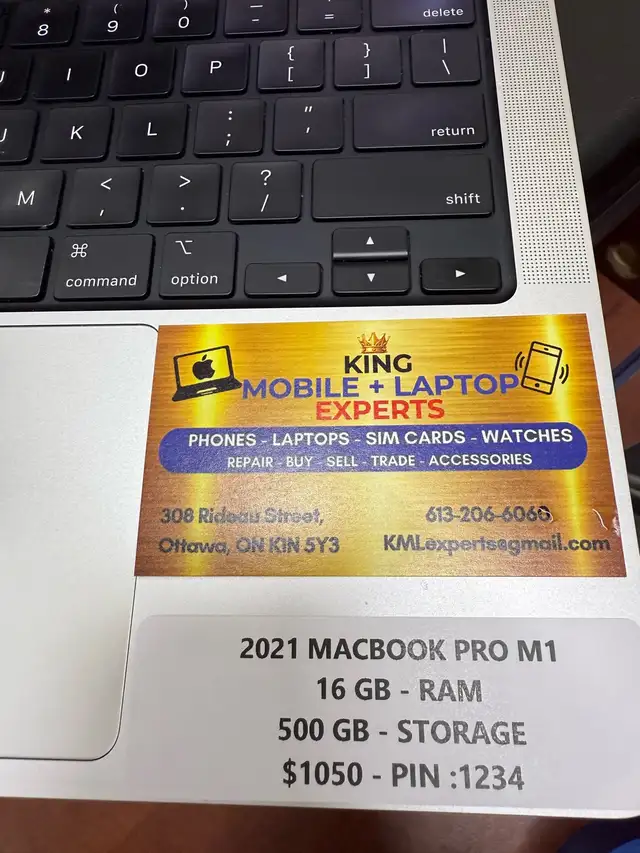 * ( ) - = delete
8 9 0
I O P { [ } ] | \
J K L : ; " ' return
M < , > . ? / shift
⌘ command ⌥ option ◄ ▲ ▼ ►
KING
MOBILE + LAPTOP
EXPERTS
PHONES - LAPTOPS - SIM CARDS - WATCHES
REPAIR - BUY - SELL - TRADE - ACCESSORIES
308 Rideau Street, 613-206-6060
Ottawa, ON K1N 5Y3 KMLexperts@gmail.com
2021 MACBOOK PRO M1
16 GB - RAM
500 GB - STORAGE
$1050 - PIN :1234